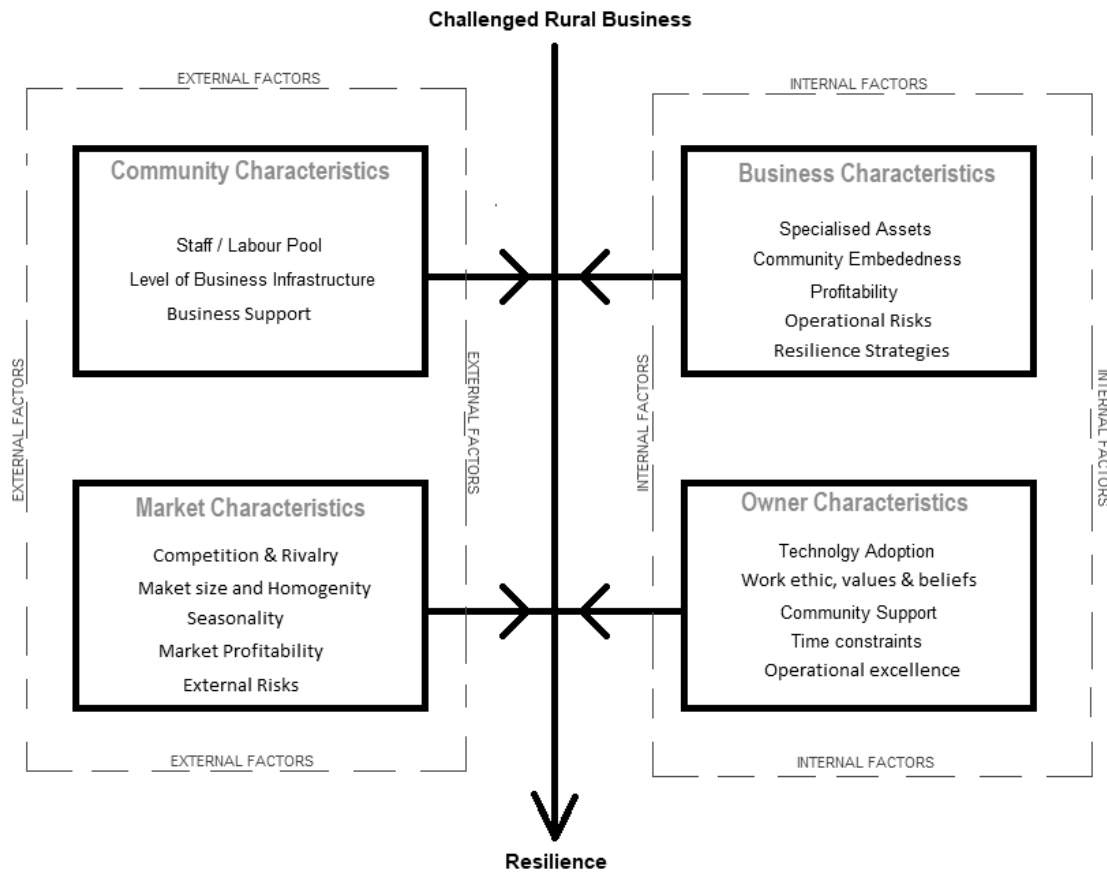 Challenged Rural Business
EXTERNAL FACTORS
INTERNAL FACTORS
Community Characteristics
Staff / Labour Pool
Level of Business Infrastructure
Business Support
Business Characteristics
Specialised Assets
Community Embededness
Profitability
Operational Risks
Resilience Strategies
EXTERNAL FACTORS
EXTERNAL FACTORS
INTERNAL FACTORS
INTERNAL FACTORS
Market Characteristics
Competition & Rivalry
Maket size and Homogenity
Seasonality
Market Profitability
External Risks
Owner Characteristics
Technolgy Adoption
Work ethic, values & beliefs
Community Support
Time constraints
Operational excellence
EXTERNAL FACTORS
INTERNAL FACTORS
Resilience